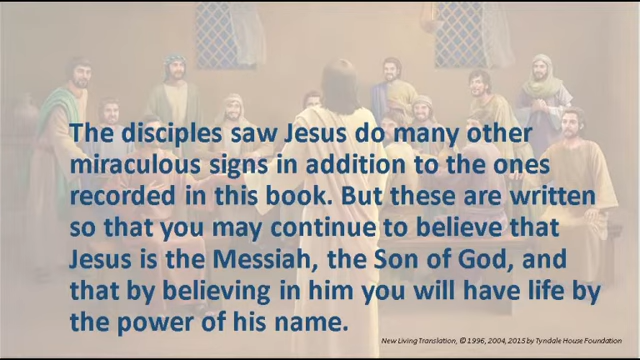 The disciples saw Jesus do many other
miraculous signs in addition to the ones
recorded in this book. But these are written
so that you may continue to believe that
Jesus is the Messiah, the Son of God, and
that by believing in him you will have life by
the power of his name.
New Living Translation, © 1996, 2004, 2015 by Tyndale House Foundation